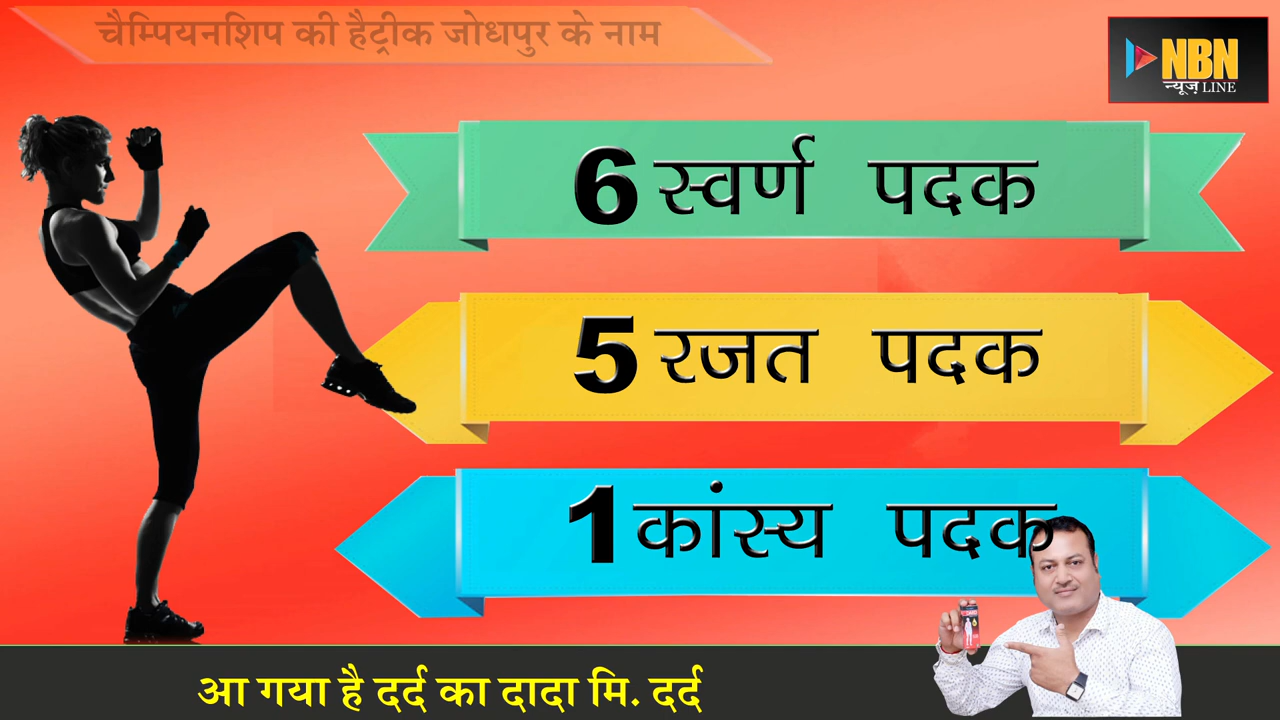 चैम्पियनशिप की हैट्रीक जोधपुर के नाम
NBN
न्यूज़ LINE
6 स्वर्ण पदक
5 रजत पदक
1 कांस्य पदक
आ गया है दर्द का दादा मि. दर्द